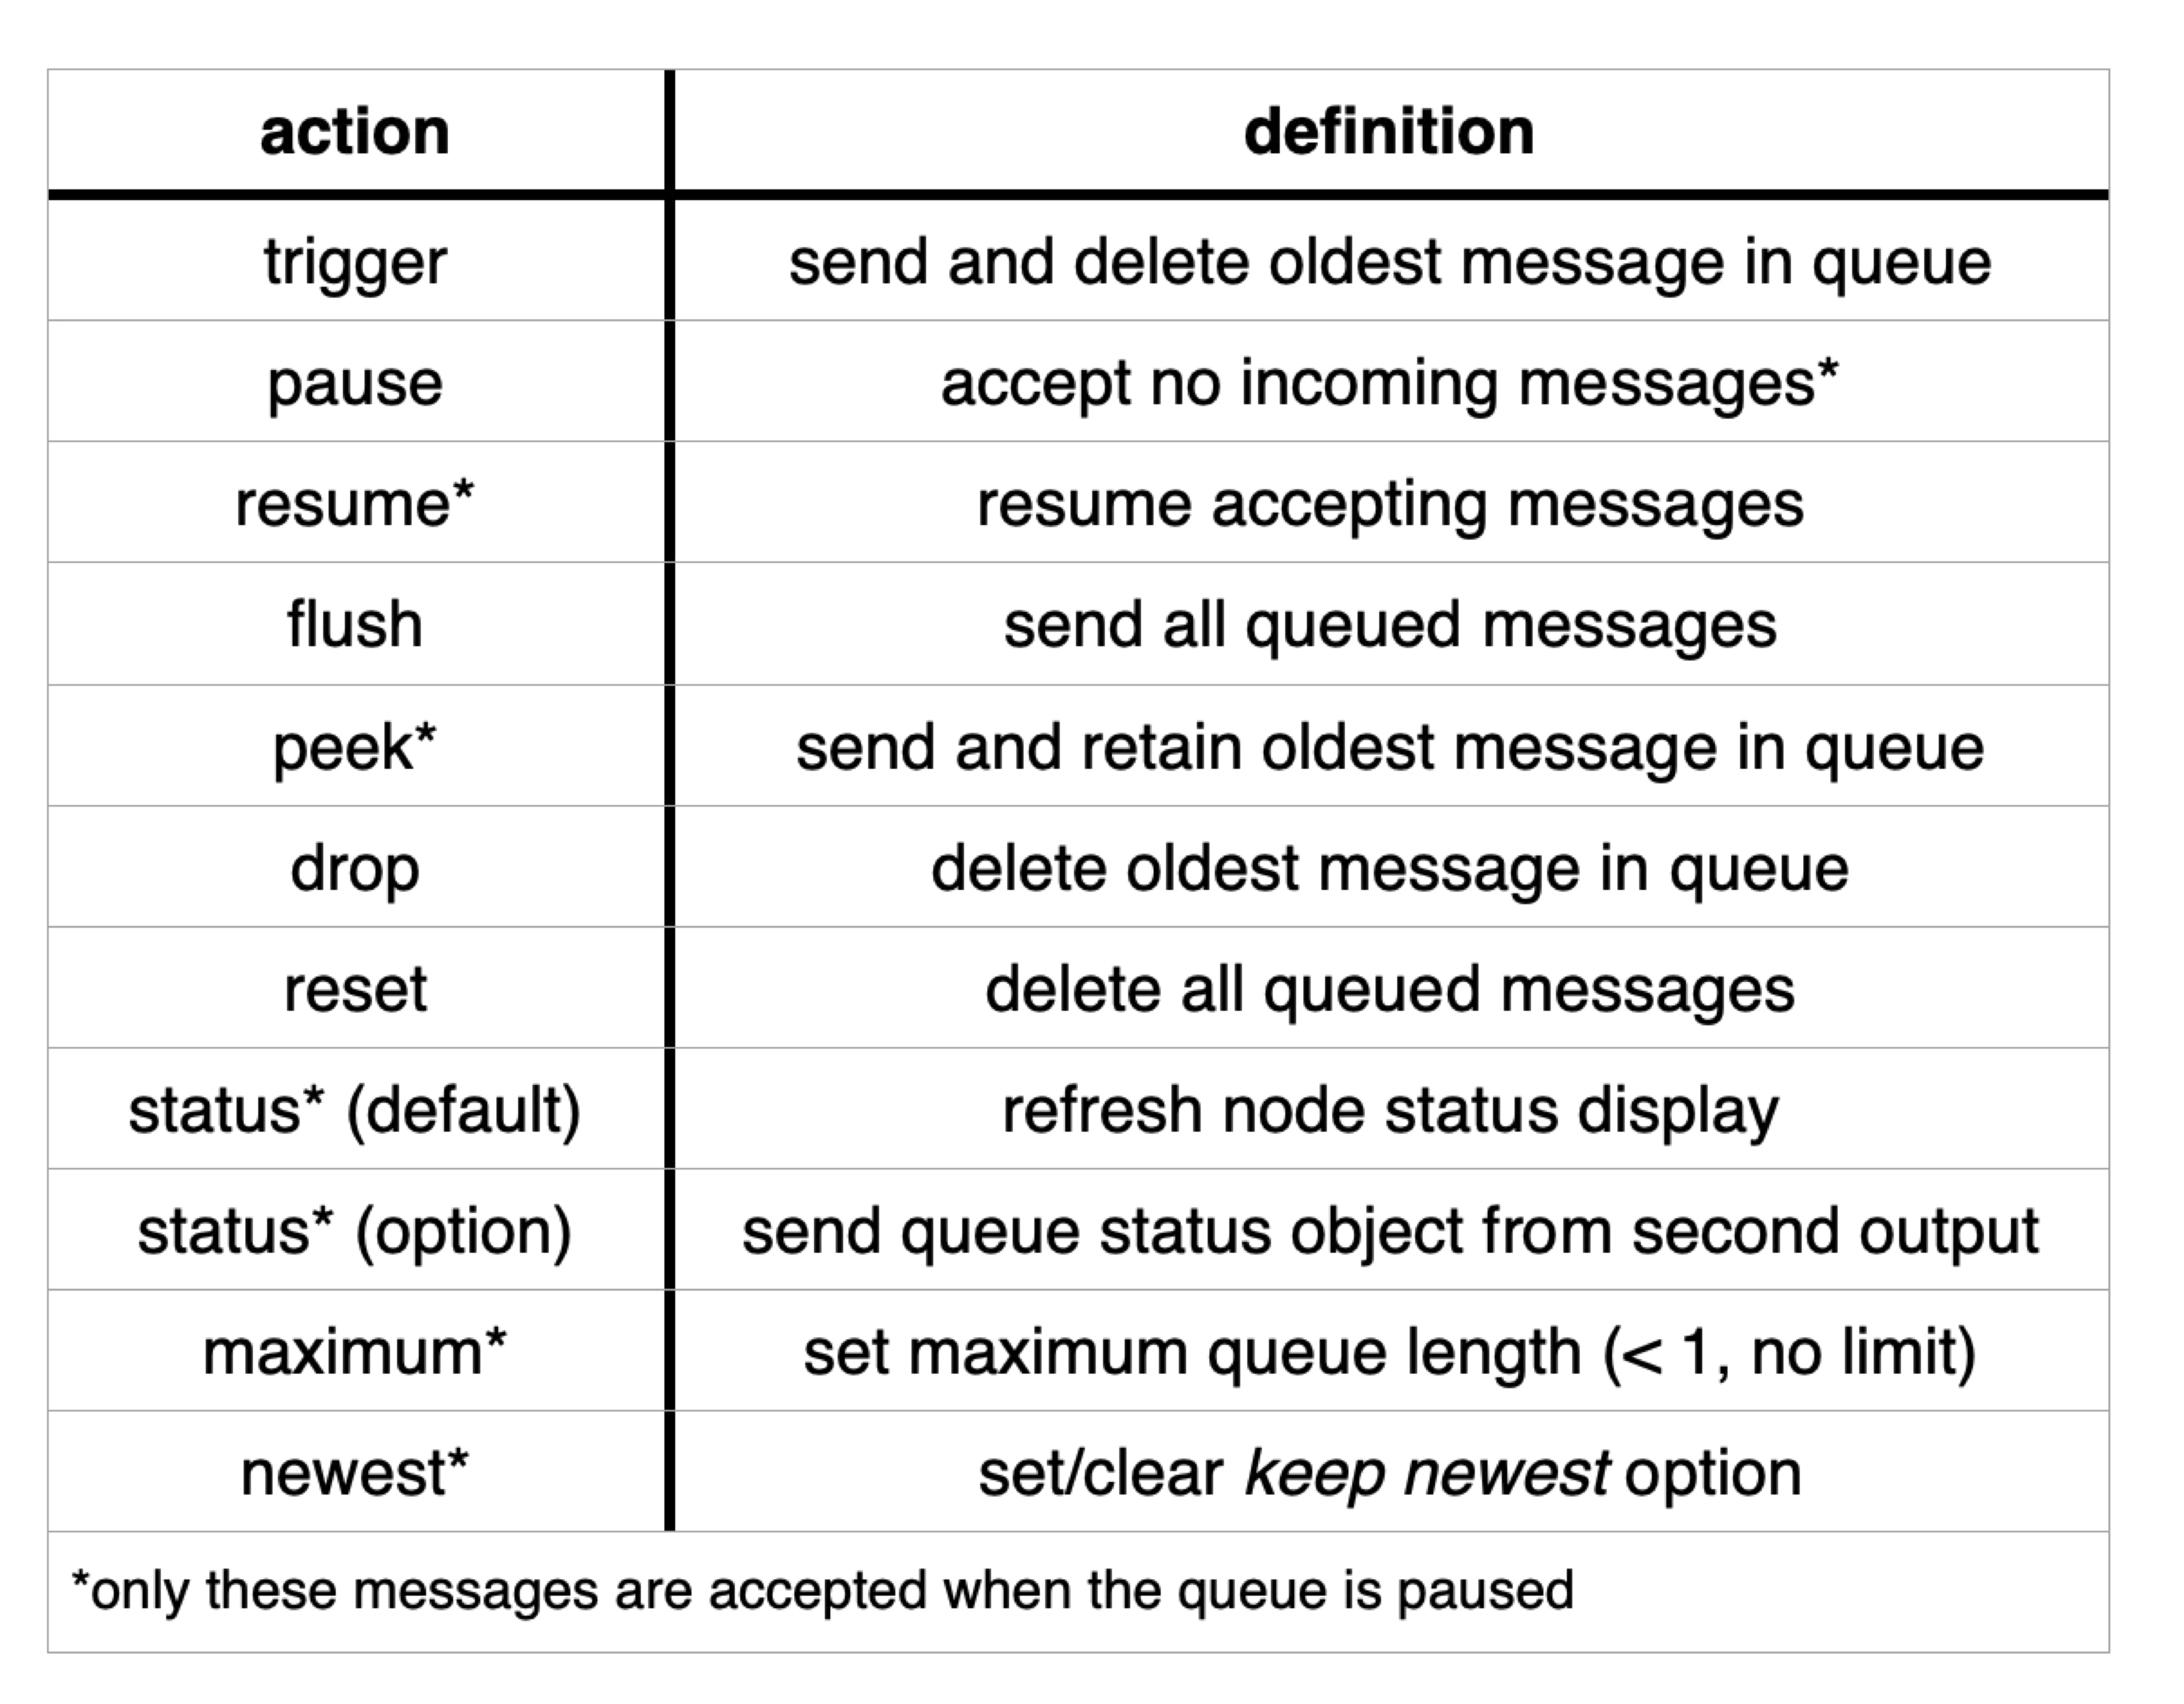 action definition
trigger send and delete oldest message in queue
pause accept no incoming messages*
resume* resume accepting messages
flush send all queued messages
peek* send and retain oldest message in queue
drop delete oldest message in queue
reset delete all queued messages
status* (default) refresh node status display
status* (option) send queue status object from second output
maximum* set maximum queue length (< 1, no limit)
newest* set/clear keep newest option
*only these messages are accepted when the queue is paused